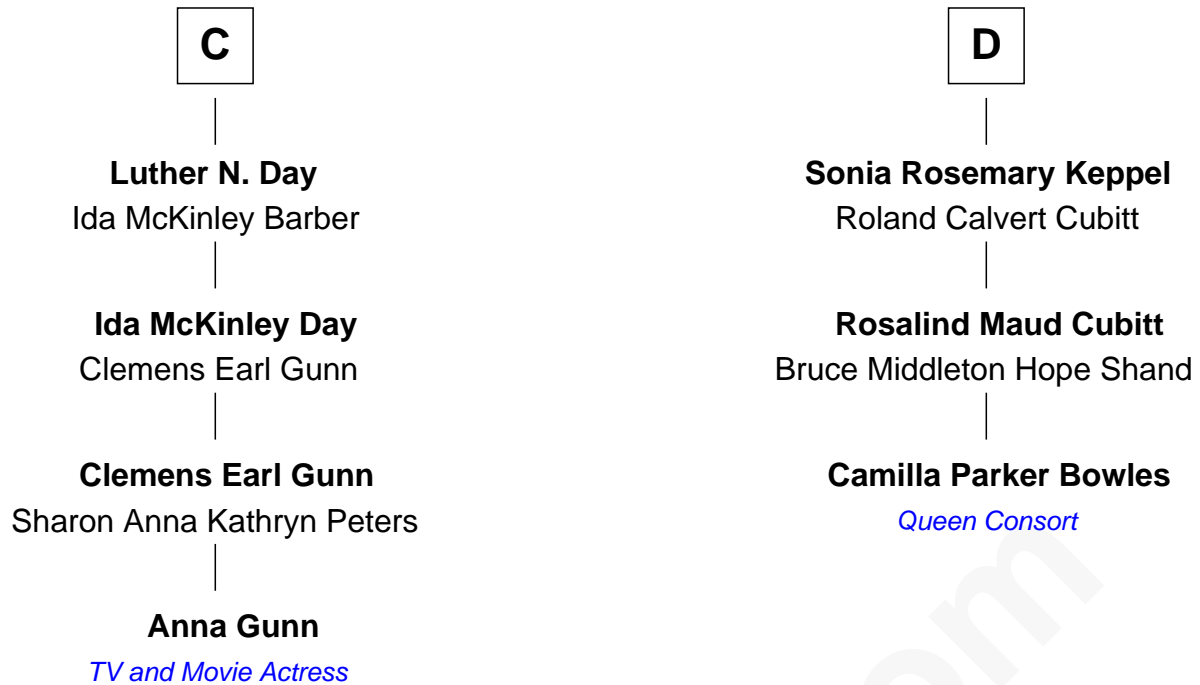 C
Luther N. Day
Ida McKinley Barber
Ida McKinley Day
Clemens Earl Gunn
Clemens Earl Gunn
Sharon Anna Kathryn Peters
Anna Gunn
TV and Movie Actress
D
Sonia Rosemary Keppel
Roland Calvert Cubitt
Rosalind Maud Cubitt
Bruce Middleton Hope Shand
Camilla Parker Bowles
Queen Consort
om